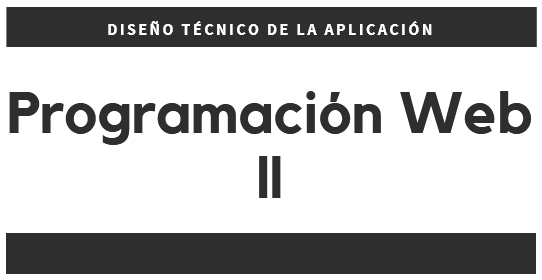 DISEÑO TÉCNICO DE LA APLICACIÓN
Programación Web
II